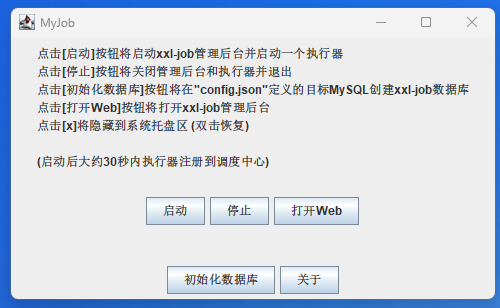 MyJob
点击[启动]按钮将启动xxl-job管理后台并启动一个执行器
点击[停止]按钮将关闭管理后台和执行器并退出
点击[初始化数据库]按钮将在"config.json"定义的目标MySQL创建xxl-job数据库
点击[打开Web]按钮将打开xxl-job管理后台
点击[x]将隐藏到系统托盘区 (双击恢复)
(启动后大约30秒内执行器注册到调度中心)
启动 停止 打开Web
初始化数据库 关于